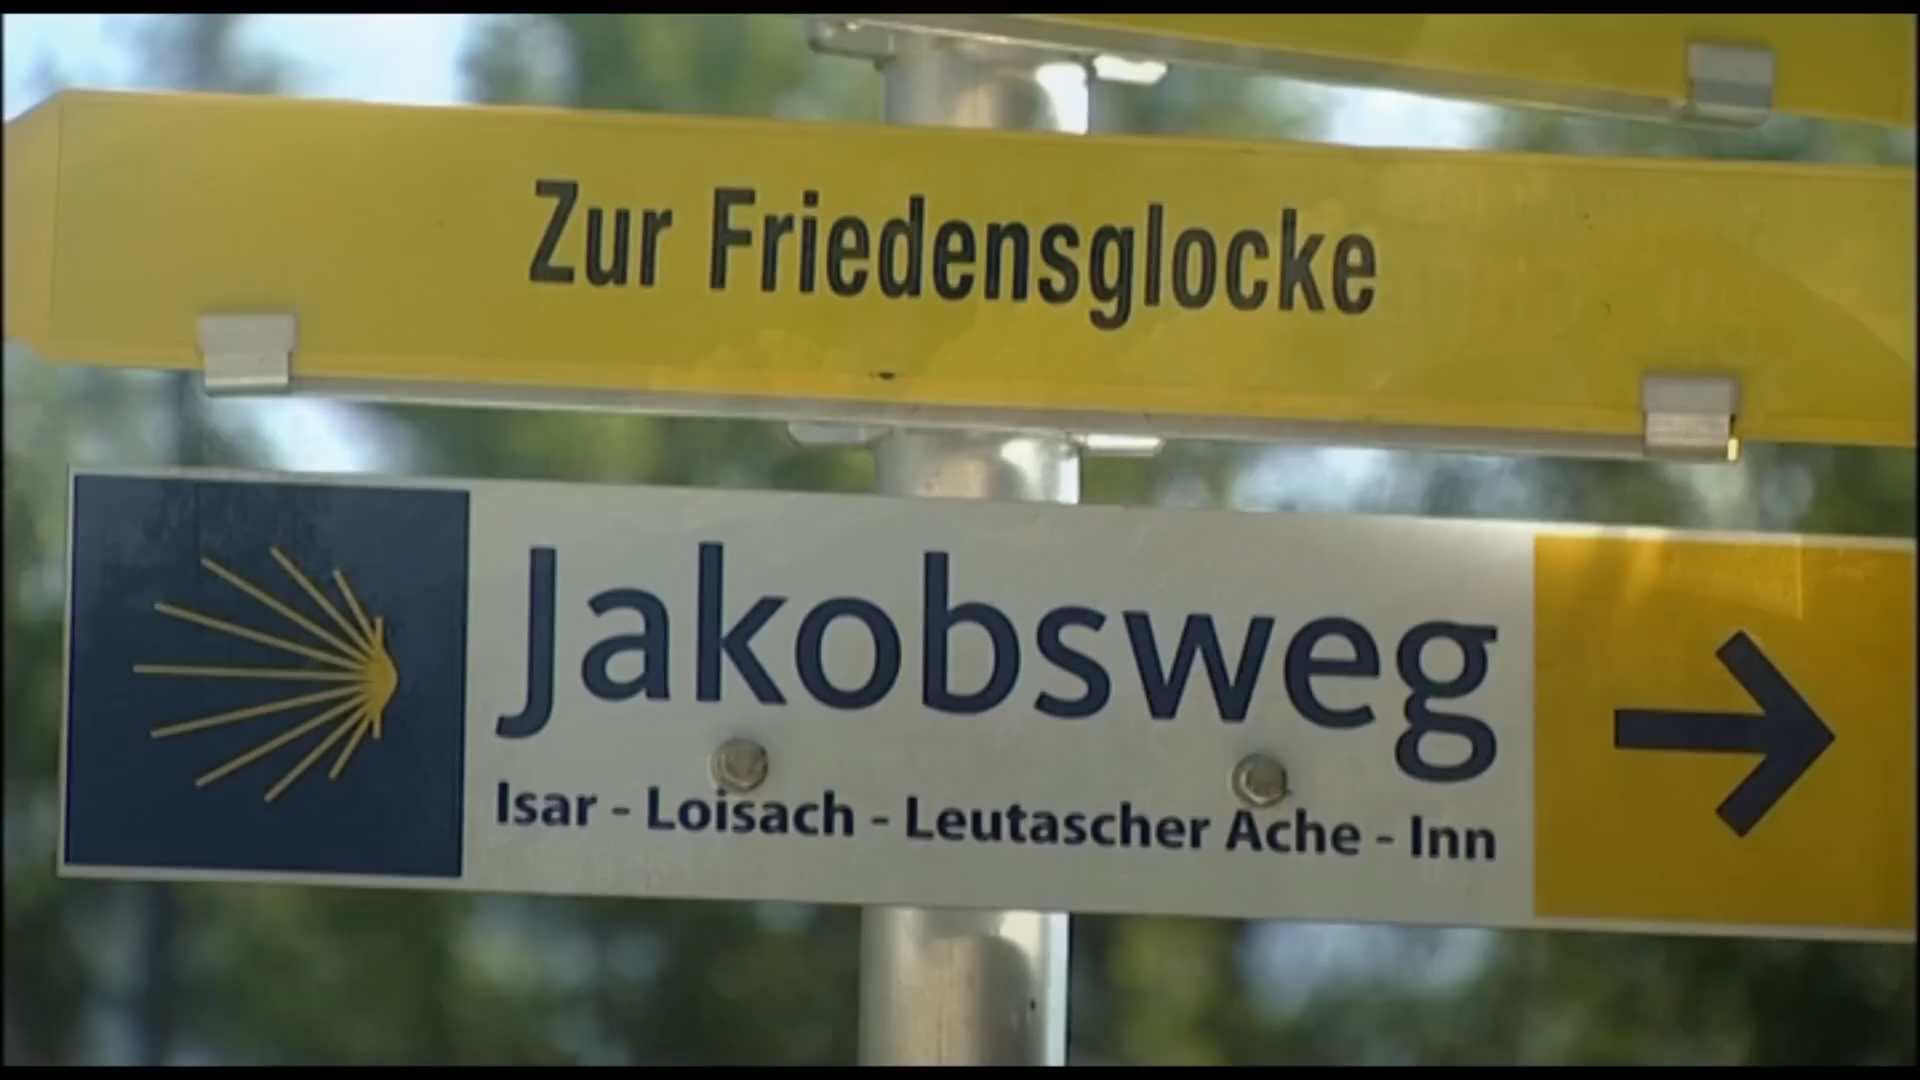 Zur Friedensglocke
Jakobsweg
Isar - Loisach - Leutascher Ache - Inn